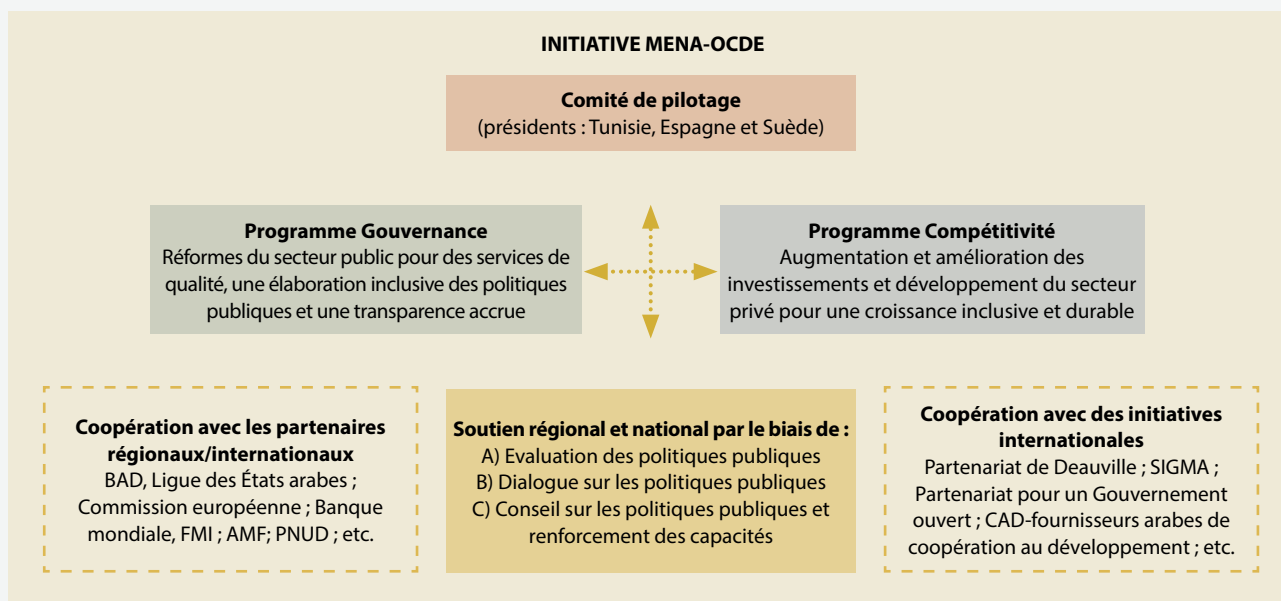 INITIATIVE MENA-OCDE
Comité de pilotage
(présidents : Tunisie, Espagne et Suède)
Programme Gouvernance
Réformes du secteur public pour des services de
qualité, une élaboration inclusive des politiques
publiques et une transparence accrue
Programme Compétitivité
Augmentation et amélioration des
investissements et développement du secteur
privé pour une croissance inclusive et durable
Coopération avec les partenaires
régionaux/internationaux
BAD, Ligue des États arabes ;
Commission européenne ; Banque
mondiale, FMI ; AMF; PNUD ; etc.
Soutien régional et national par le biais de :
A) Evaluation des politiques publiques
B) Dialogue sur les politiques publiques
C) Conseil sur les politiques publiques et
renforcement des capacités
Coopération avec des initiatives
internationales
Partenariat de Deauville ; SIGMA ;
Partenariat pour un Gouvernement
ouvert ; CAD-fournisseurs arabes de
coopération au développement ; etc.